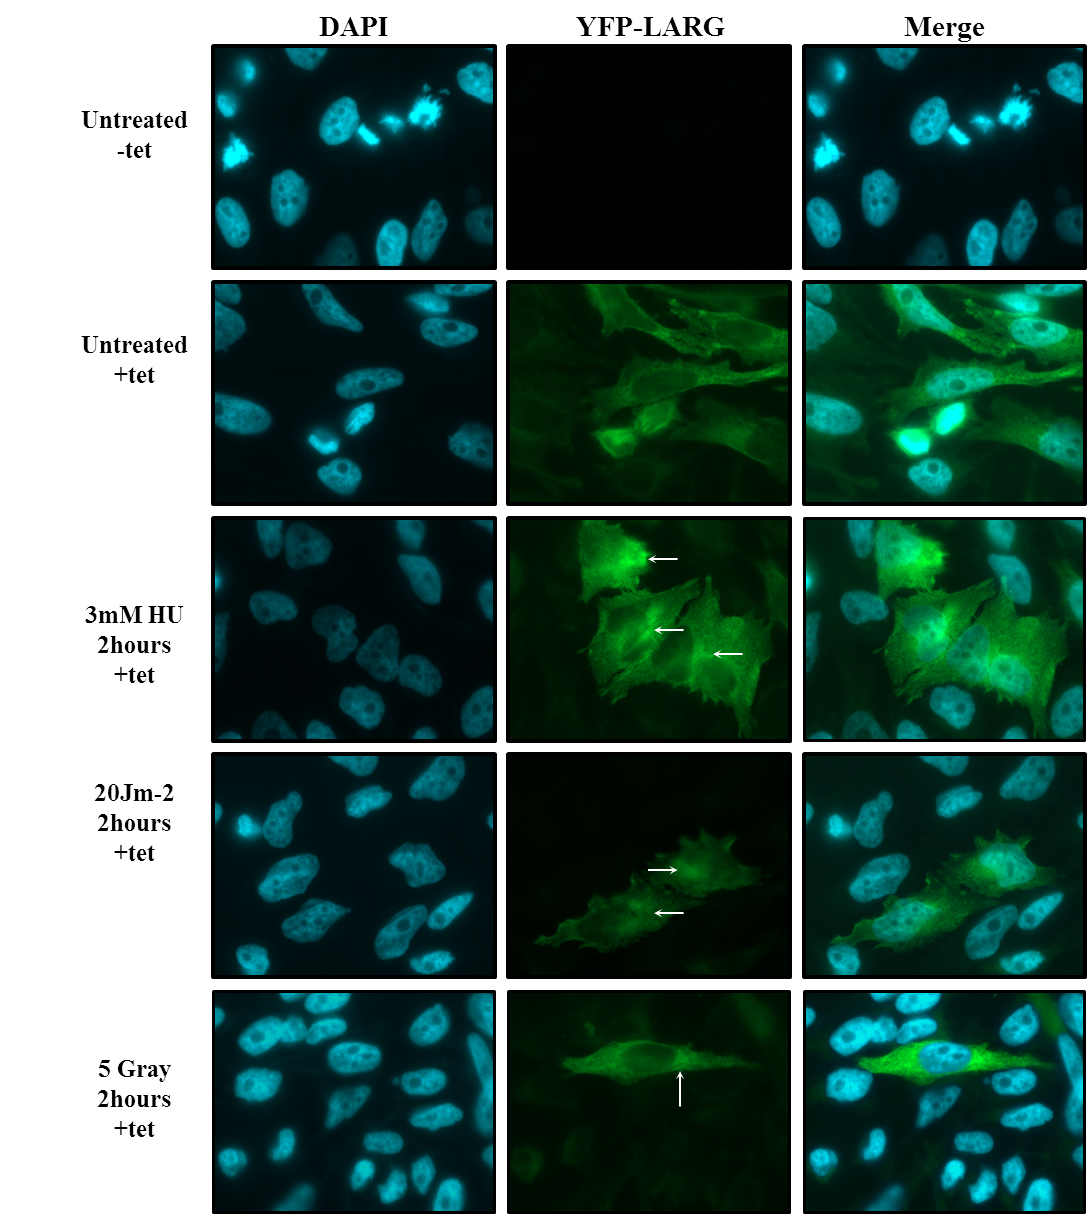 DAPI YFP-LARG Merge
Untreated
-tet
Untreated
+tet
3mM HU
2hours
+tet
20Jm-2
2hours
+tet
5 Gray
2hours
+tet